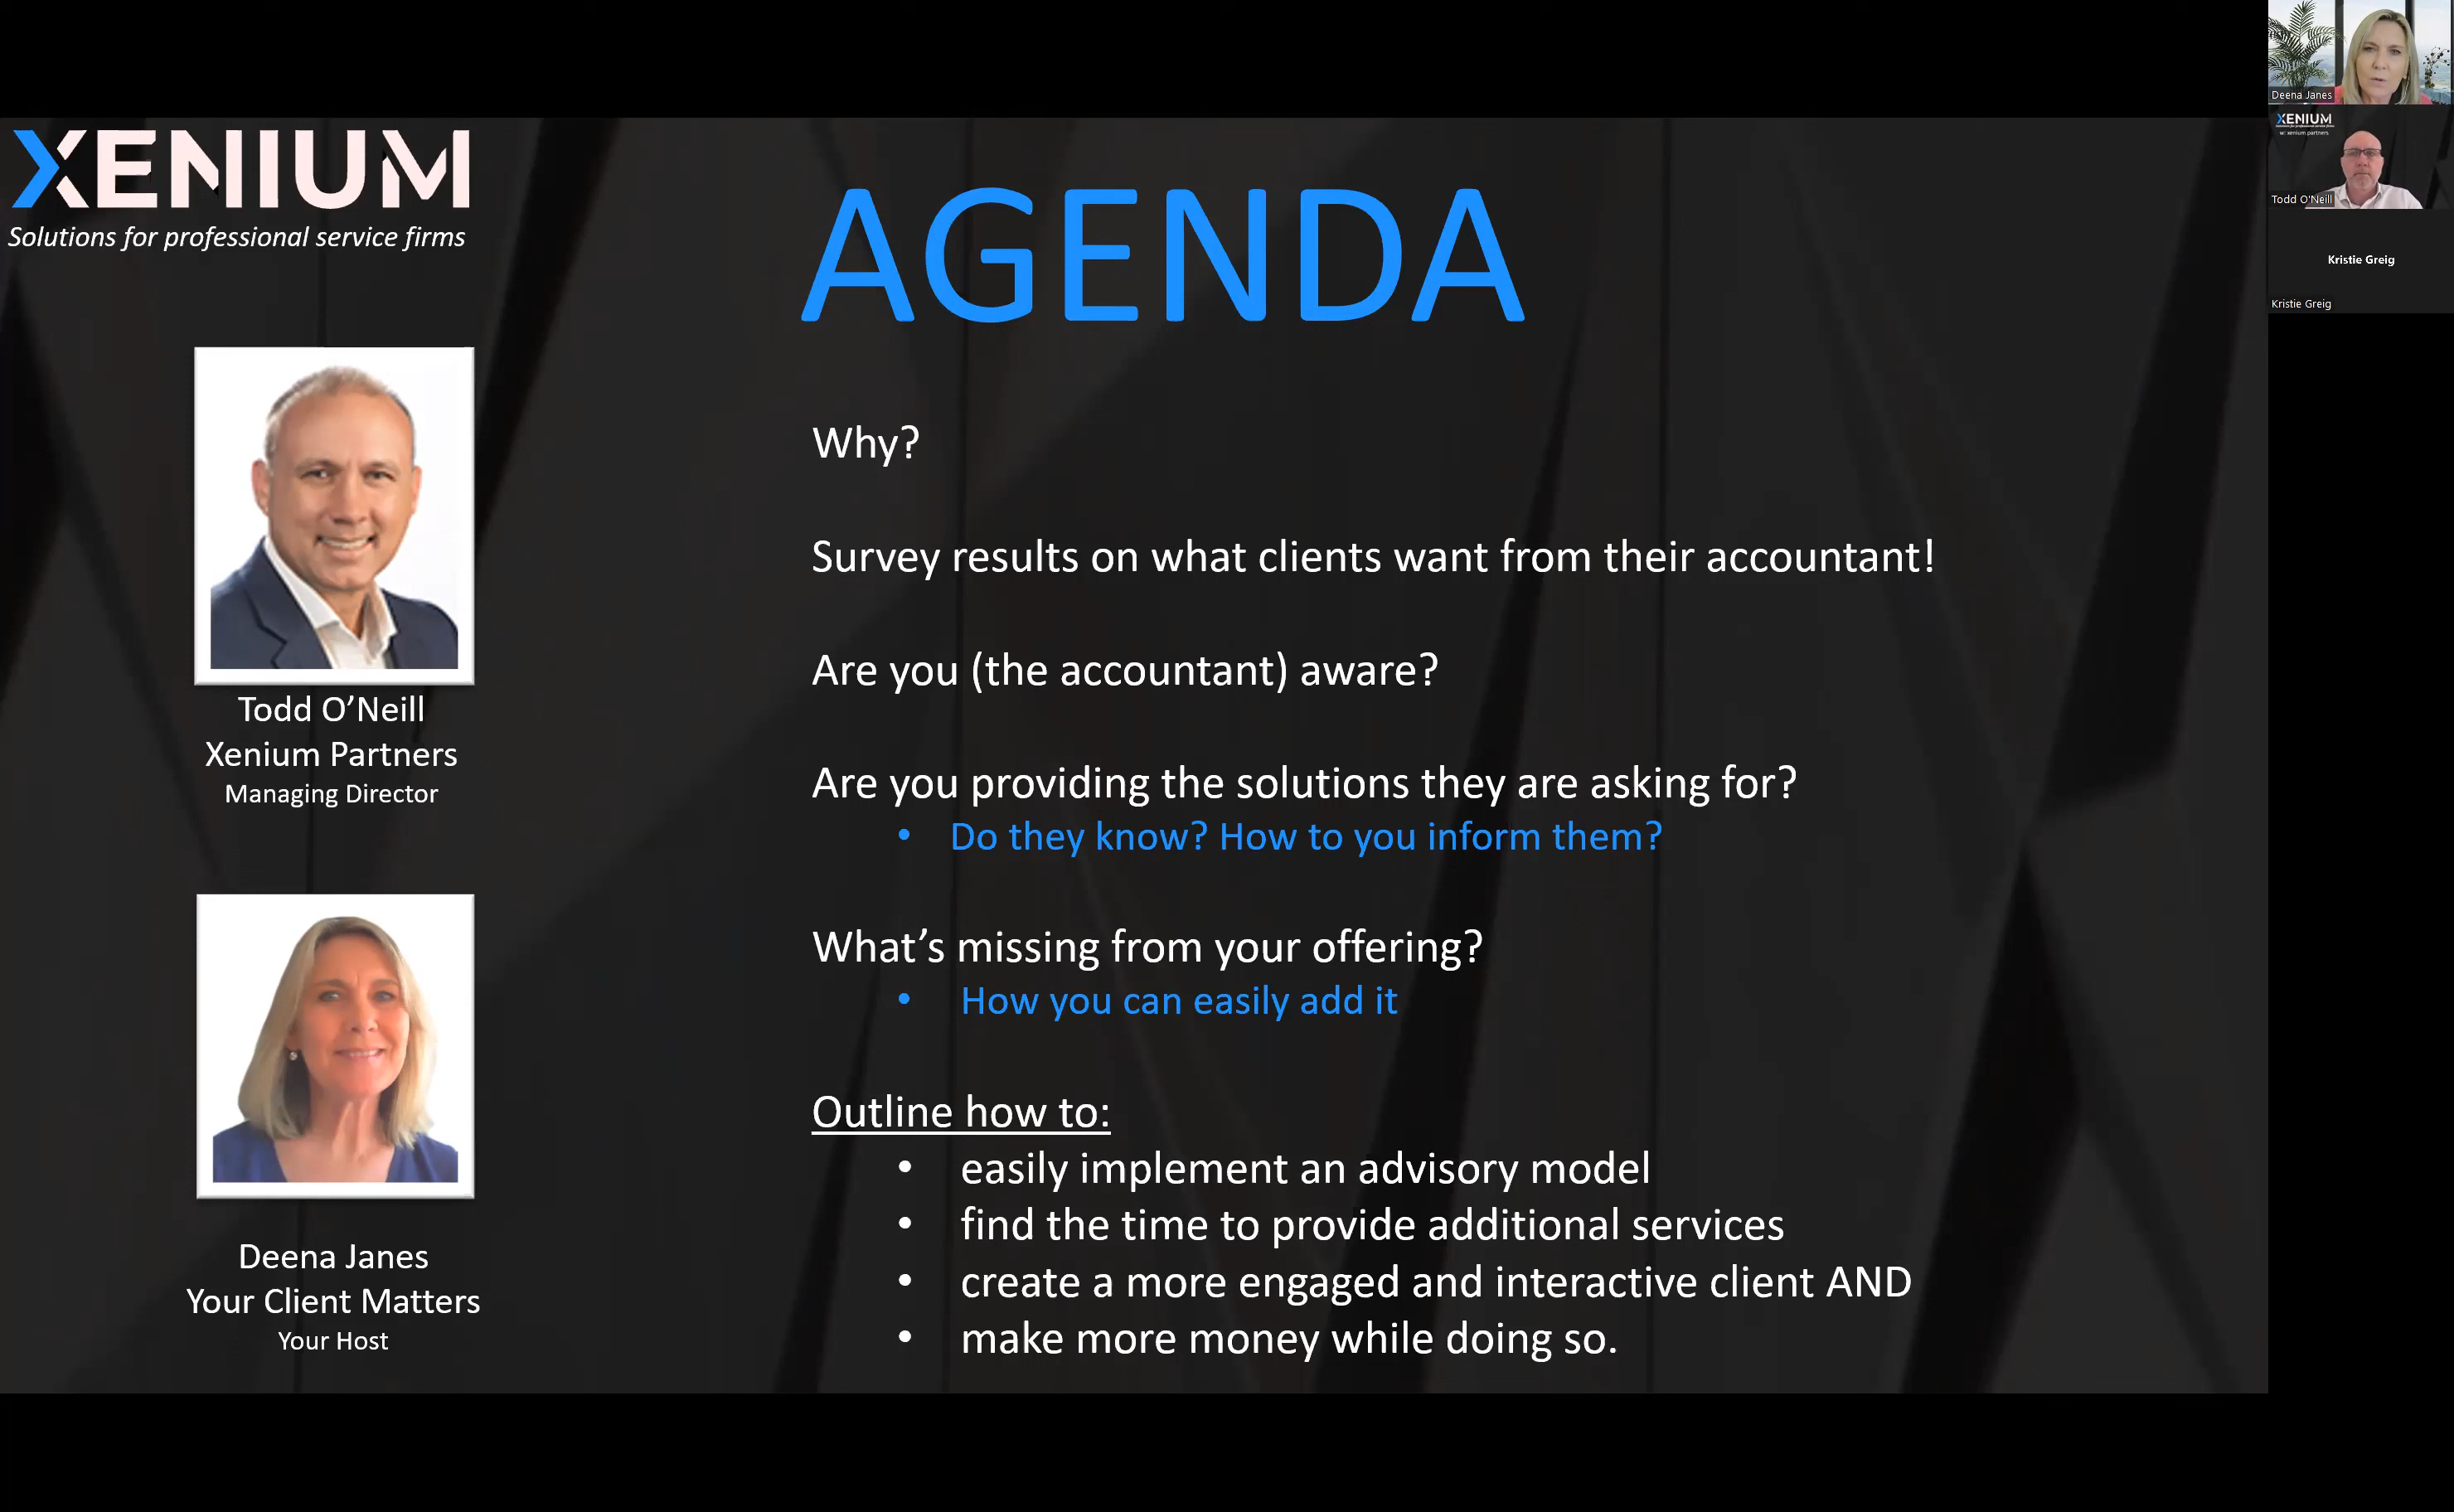 XENIUM
Solutions for professional service firms
AGENDA
Todd O’Neill
Xenium Partners
Managing Director
Deena Janes
Your Client Matters
Your Host
Why?
Survey results on what clients want from their accountant!
Are you (the accountant) aware?
Are you providing the solutions they are asking for?
• Do they know? How to you inform them?
What’s missing from your offering?
• How you can easily add it
Outline how to:
• easily implement an advisory model
• find the time to provide additional services
• create a more engaged and interactive client AND
• make more money while doing so.
Deena Janes
XENIUM
w/ xenium partners
Todd O'Neill
Kristie Greig
Kristie Greig